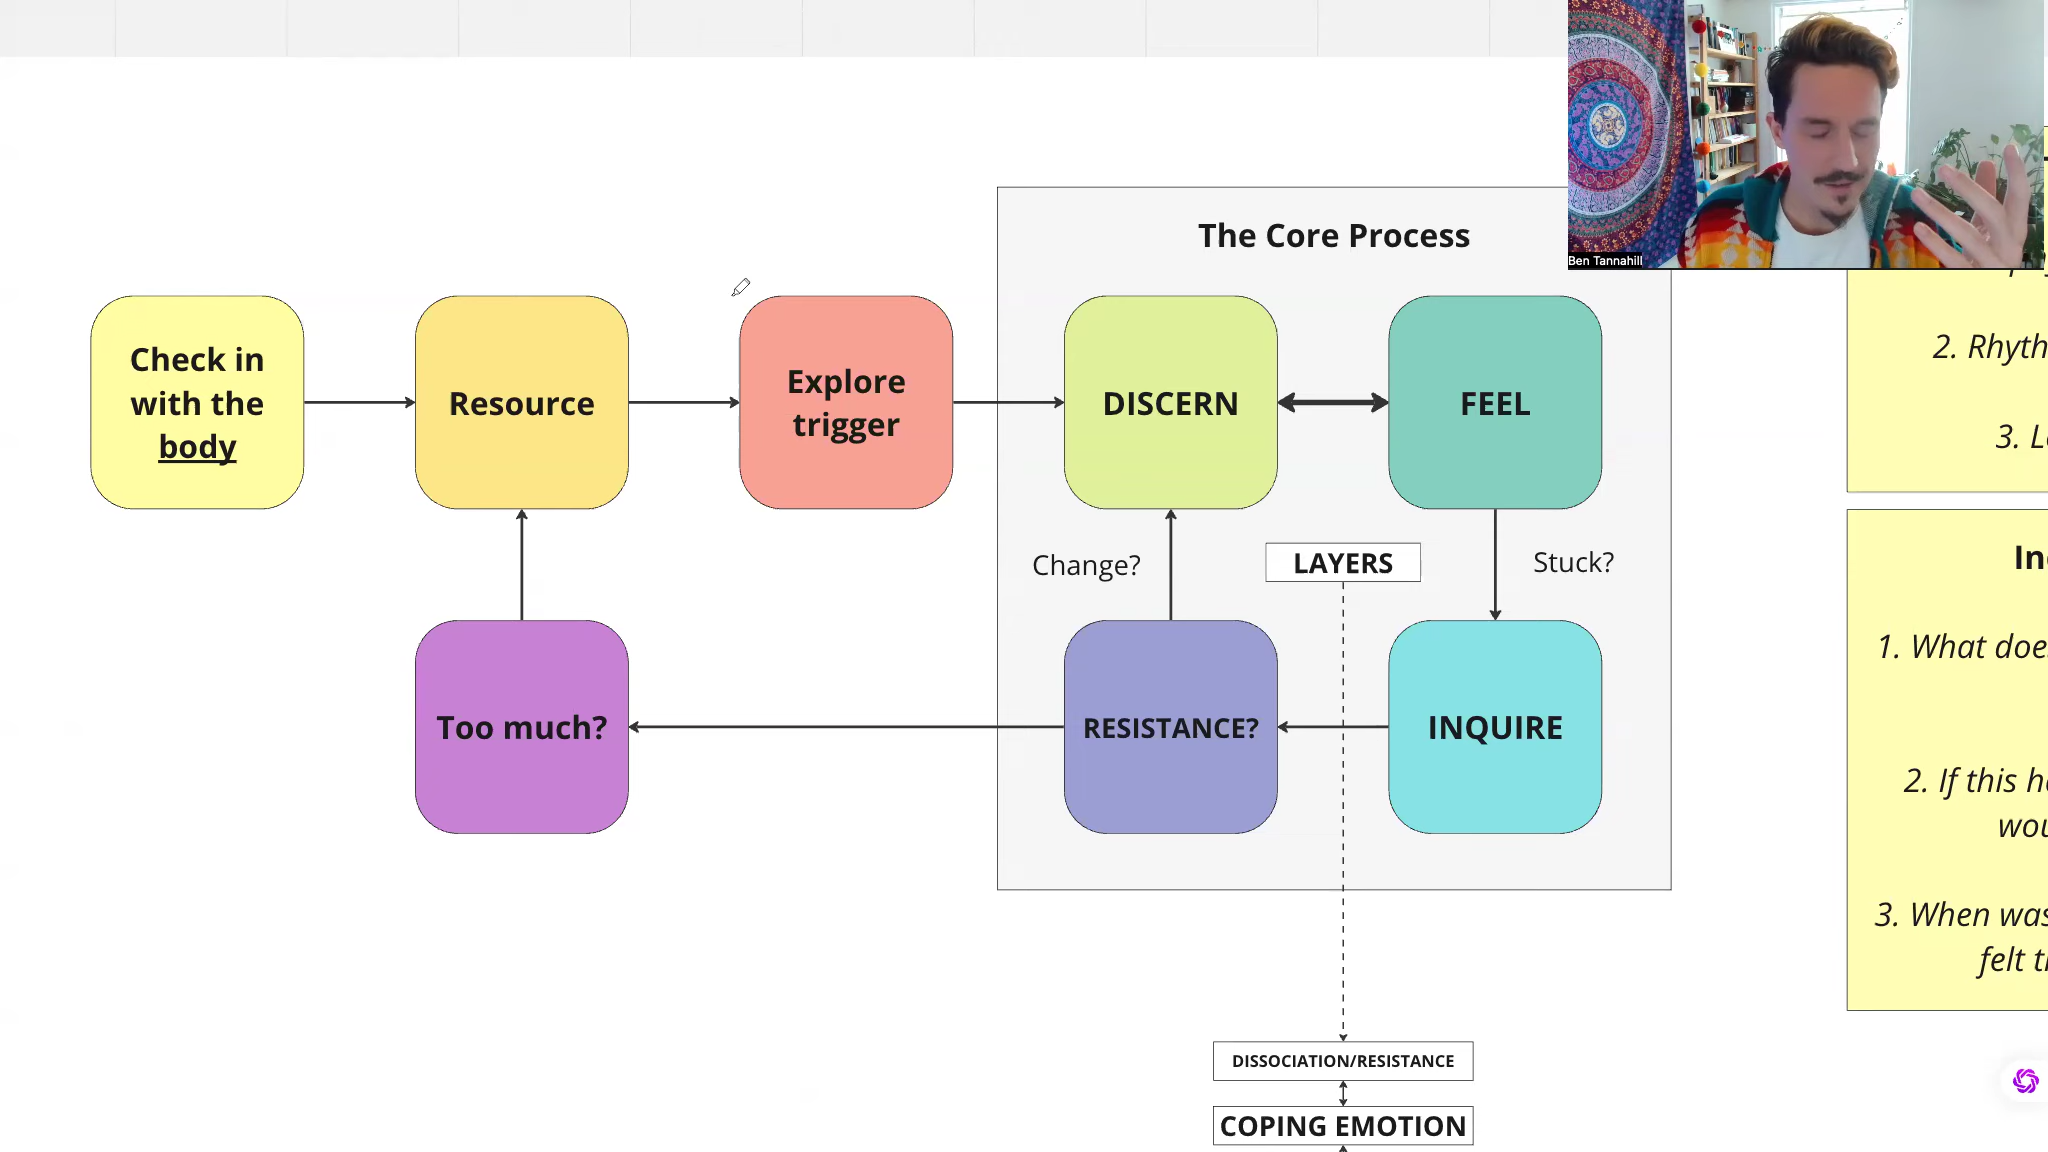 Ben Tannahill
The Core Process
Check in
with the
body
Resource
Explore
trigger
DISCERN
FEEL
2. Rhyth
3. L
Change?
LAYERS
Stuck?
In
Too much?
RESISTANCE?
INQUIRE
1. What doe
2. If this h
wou
3. When was
felt t
DISSOCIATION/RESISTANCE
COPING EMOTION